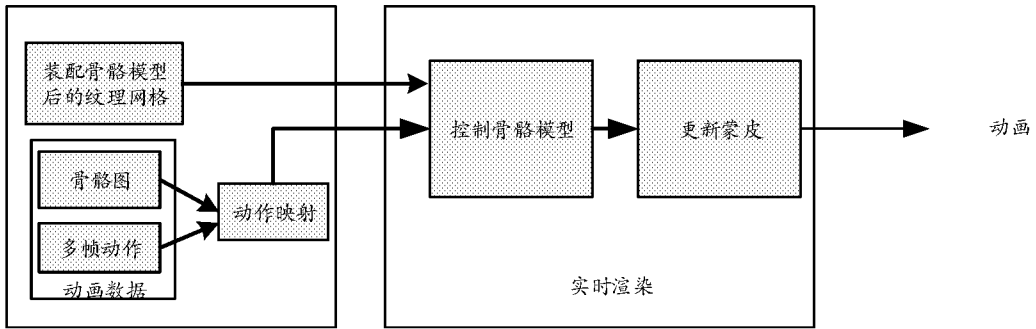 装配骨骼模型
后的纹理网格
骨骼图
多帧动作
动画数据
动作映射
控制骨骼模型
更新蒙皮
实时渲染
动画